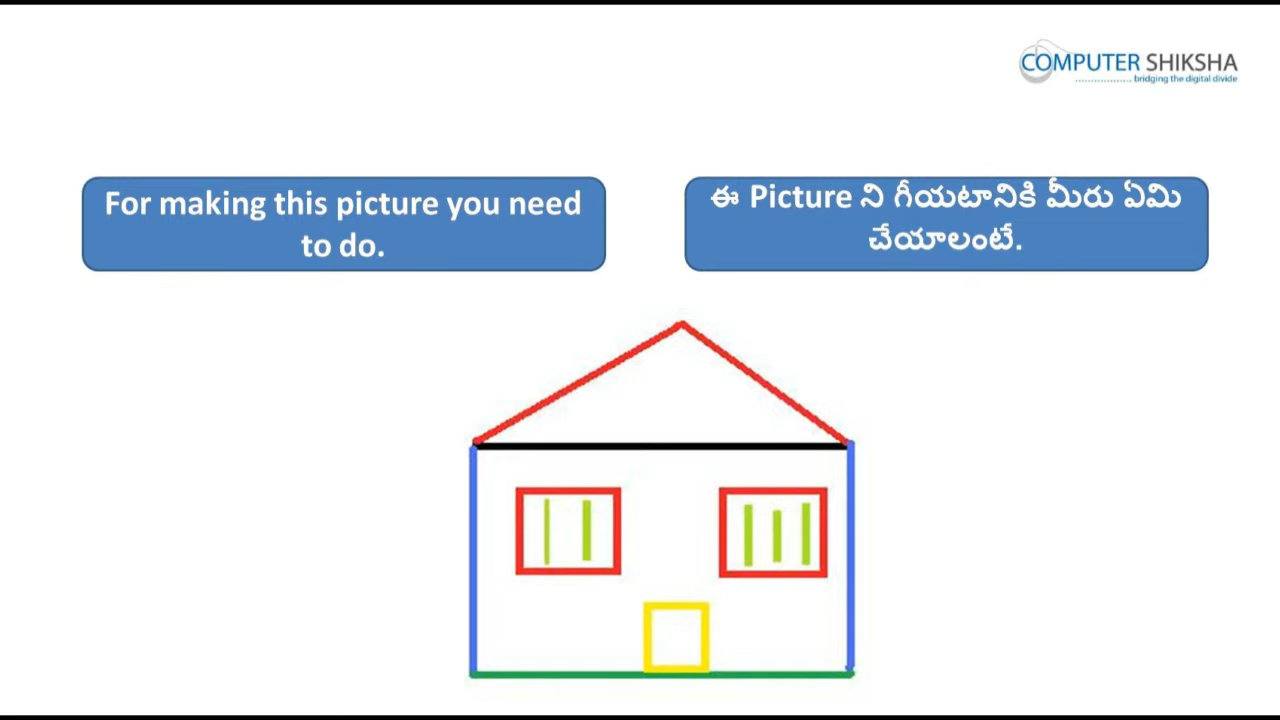 COMPUTER SHIKSHA
bridging the digital divide
For making this picture you need
to do.
ఈ Picture ని గీయటానికి మీరు ఏమి
చేయాలంటే.